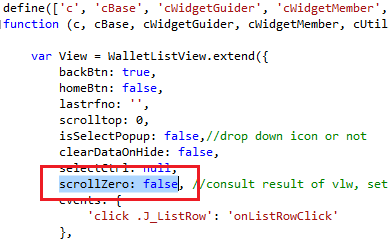 define(['c', 'cBase', 'cWidgetGuider', 'cWidgetMember',
function (c, cBase, cWidgetGuider, cWidgetMember, cUtil
var View = WalletListView.extend({
backBtn: true,
homeBtn: false,
lastrfno: '',
scrolltop: 0,
isSelectPopup: false,//drop down icon or not
clearDataOnHide: false,
selectCtrl: null,
scrollZero: false, //consult result of vlw, set
events: {
'click .J_ListRow': 'onListRowClick'
},